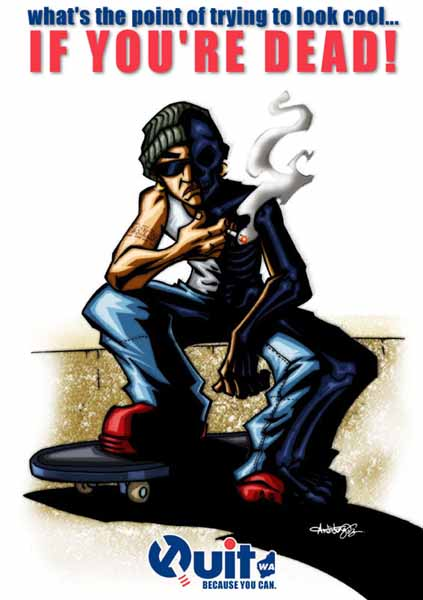 what's the point of trying to look cool...
IF YOU'RE DEAD!
Quit WA
BECAUSE YOU CAN.